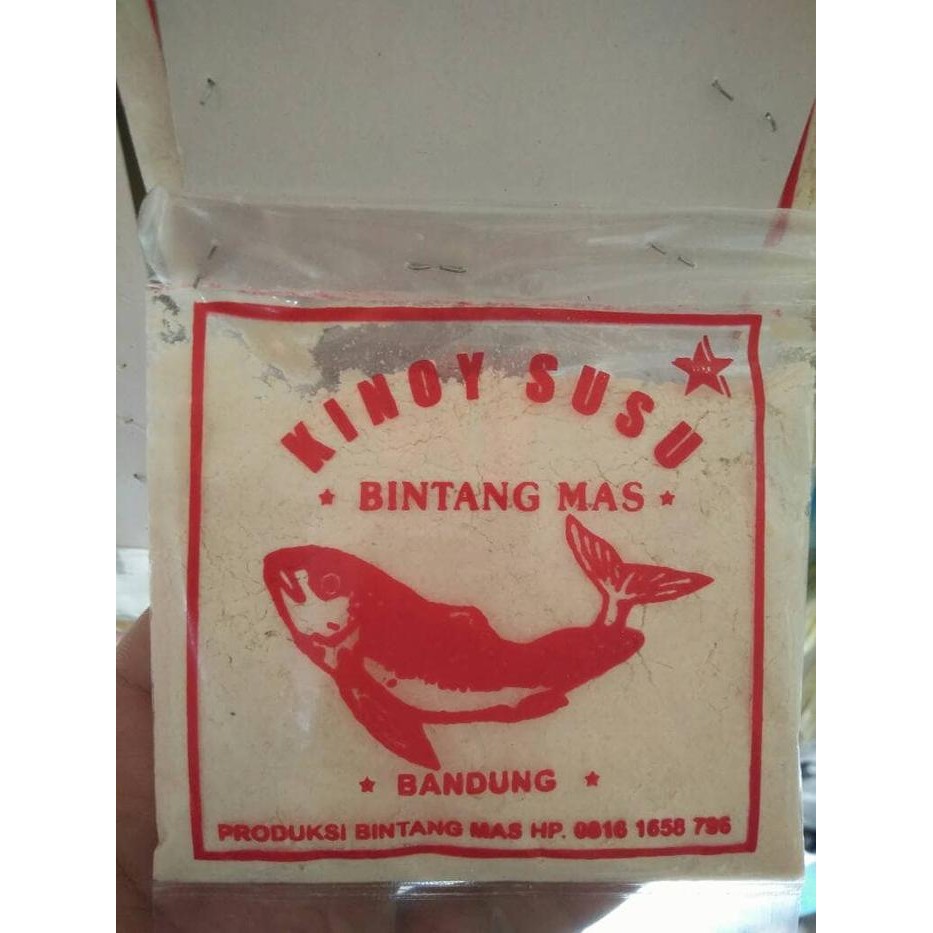 KINOY SUSU
BINTANG MAS
BANDUNG
PRODUKSI BINTANG MAS HP. 0816 1658 796